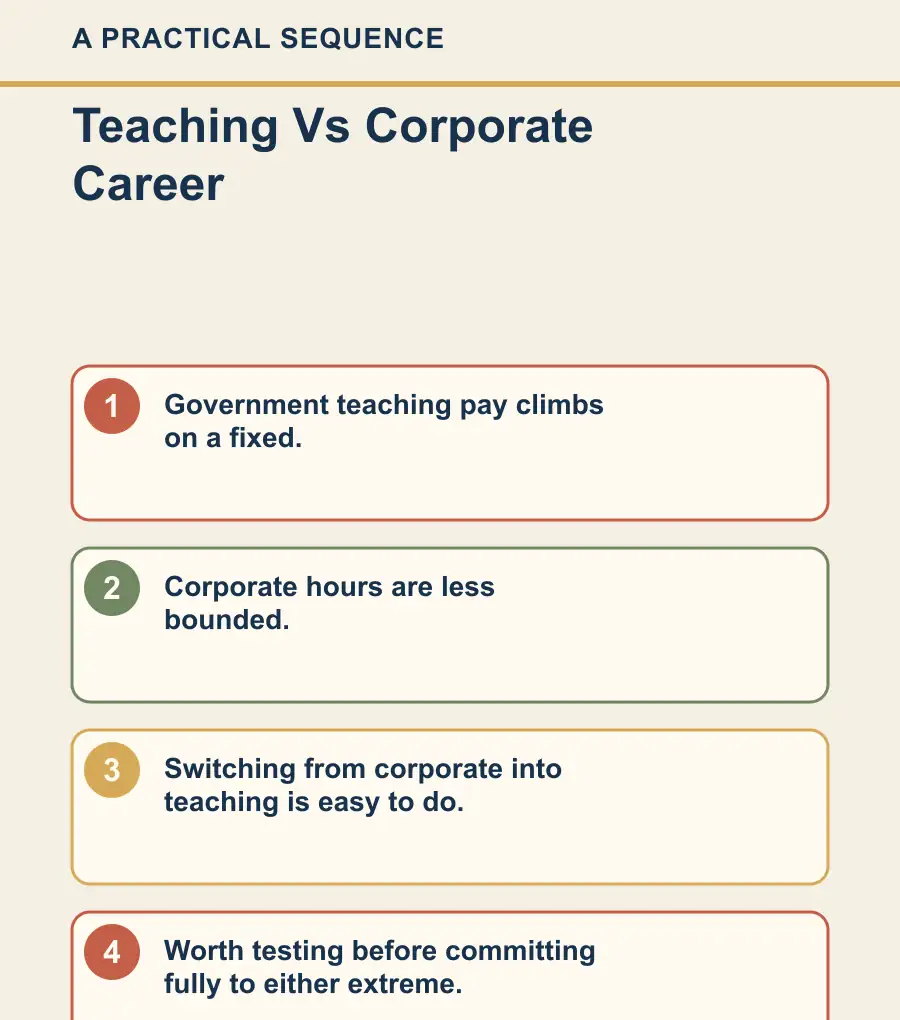 A PRACTICAL SEQUENCE
Teaching Vs Corporate
Career
1
Government teaching pay climbs
on a fixed.
2
Corporate hours are less
bounded.
3
Switching from corporate into
teaching is easy to do.
4
Worth testing before committing
fully to either extreme.